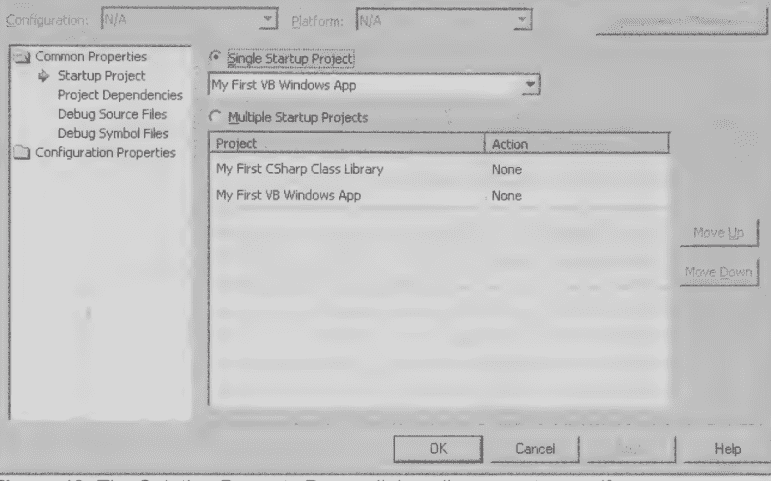 Configuration: N/A Platform: N/A
Common Properties
Startup Project
Project Dependencies
Debug Source Files
Debug Symbol Files
Configuration Properties
Single Startup Project
My First VB Windows App
Multiple Startup Projects
Project Action
My First CSharp Class Library None
My First VB Windows App None
Move Up
Move Down
OK Cancel Help